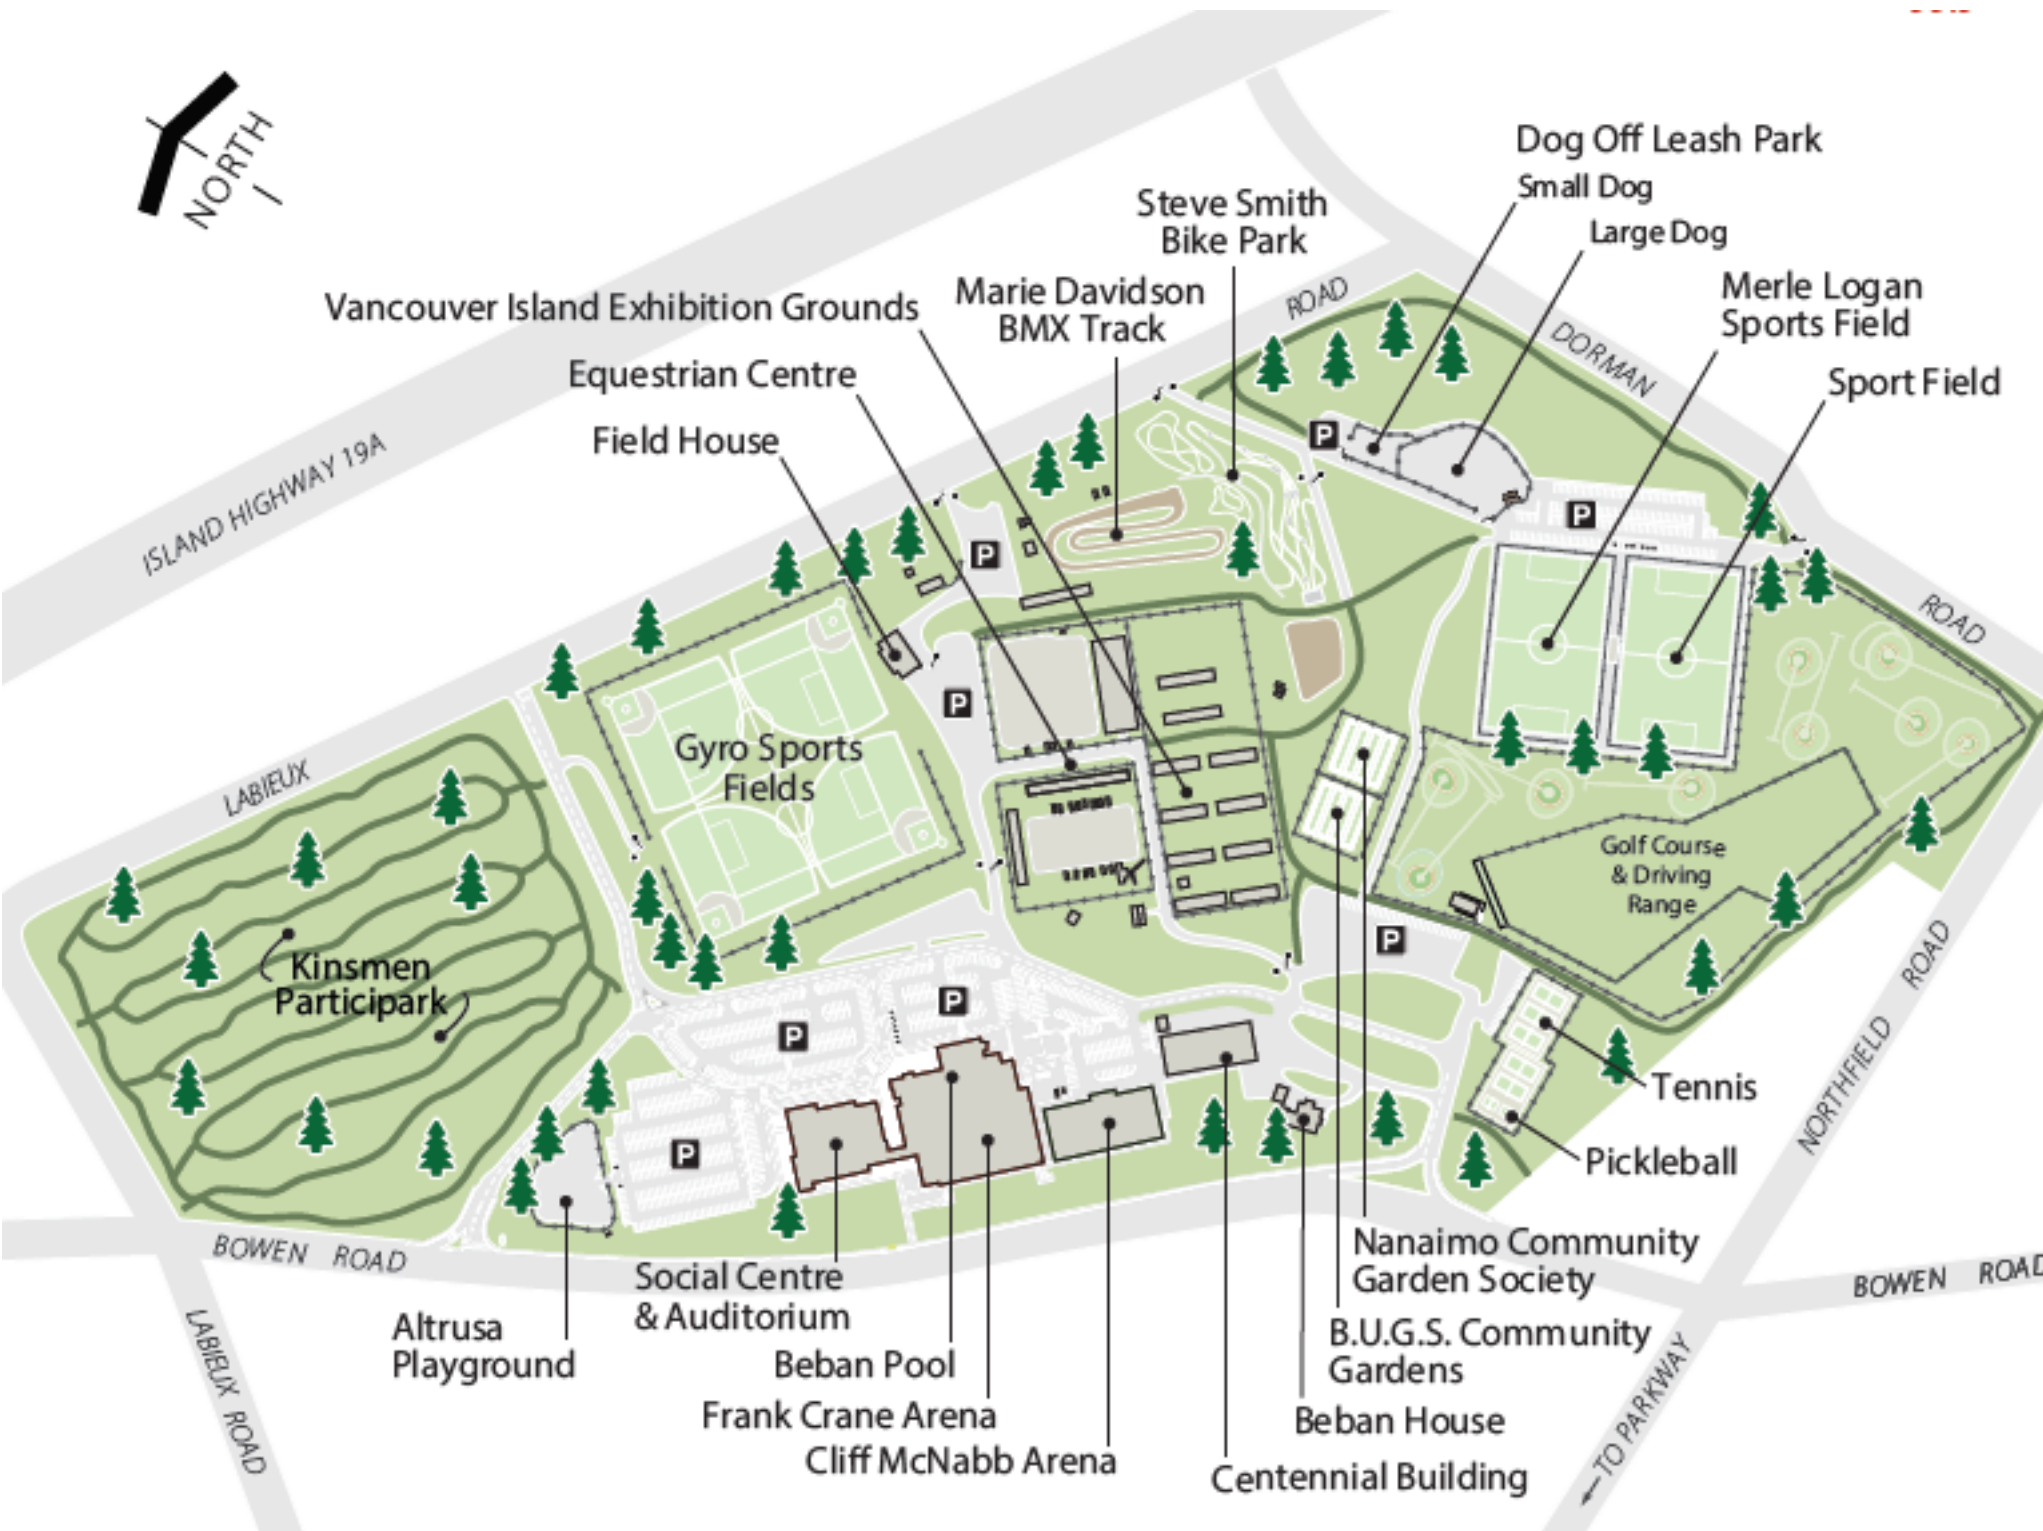 NORTH
Dog Off Leash Park
Small Dog
Large Dog
Steve Smith
Bike Park
Marie Davidson
BMX Track
Merle Logan
Sports Field
Sport Field
Vancouver Island Exhibition Grounds
Equestrian Centre
Field House
ISLAND HIGHWAY 19A
ROAD
DORMAN
ROAD
LABIEUX
P
P
P
P
Gyro Sports
Fields
Golf Course
& Driving
Range
Kinsmen
Participark
P
P
P
P
NORTHFIELD ROAD
Tennis
Pickleball
BOWEN ROAD
LABIEUX ROAD
Altrusa
Playground
Social Centre
& Auditorium
Beban Pool
Frank Crane Arena
Cliff McNabb Arena
Nanaimo Community
Garden Society
B.U.G.S. Community
Gardens
Beban House
Centennial Building
BOWEN ROAD
TO PARKWAY